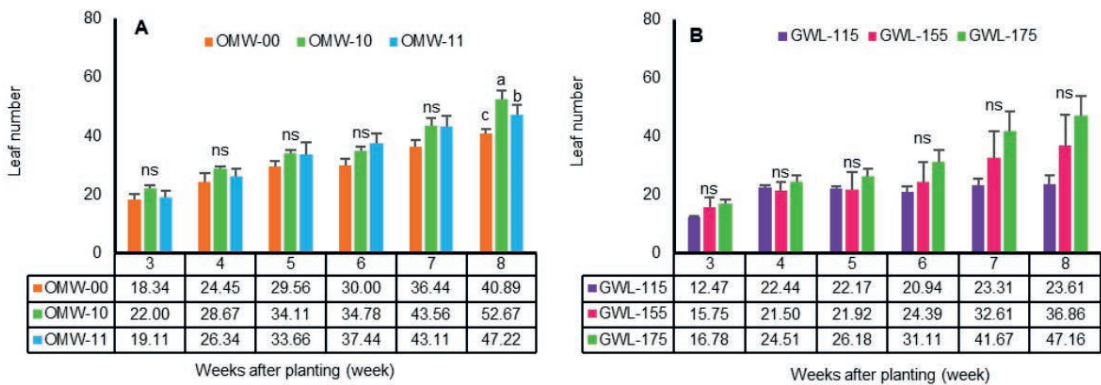 A
OMW-00 OMW-10 OMW-11
Leaf number
80
60
40
20
0
ns
ns
ns
ns
ns
c a b
3 4 5 6 7 8
OMW-00 18.34 24.45 29.56 30.00 36.44 40.89
OMW-10 22.00 28.67 34.11 34.78 43.56 52.67
OMW-11 19.11 26.34 33.66 37.44 43.11 47.22
Weeks after planting (week)
B
GWL-115 GWL-155 GWL-175
Leaf number
80
60
40
20
0
ns
ns
ns
ns
ns
ns
3 4 5 6 7 8
GWL-115 12.47 22.44 22.17 20.94 23.31 23.61
GWL-155 15.75 21.50 21.92 24.39 32.61 36.86
GWL-175 16.78 24.51 26.18 31.11 41.67 47.16
Weeks after planting (week)